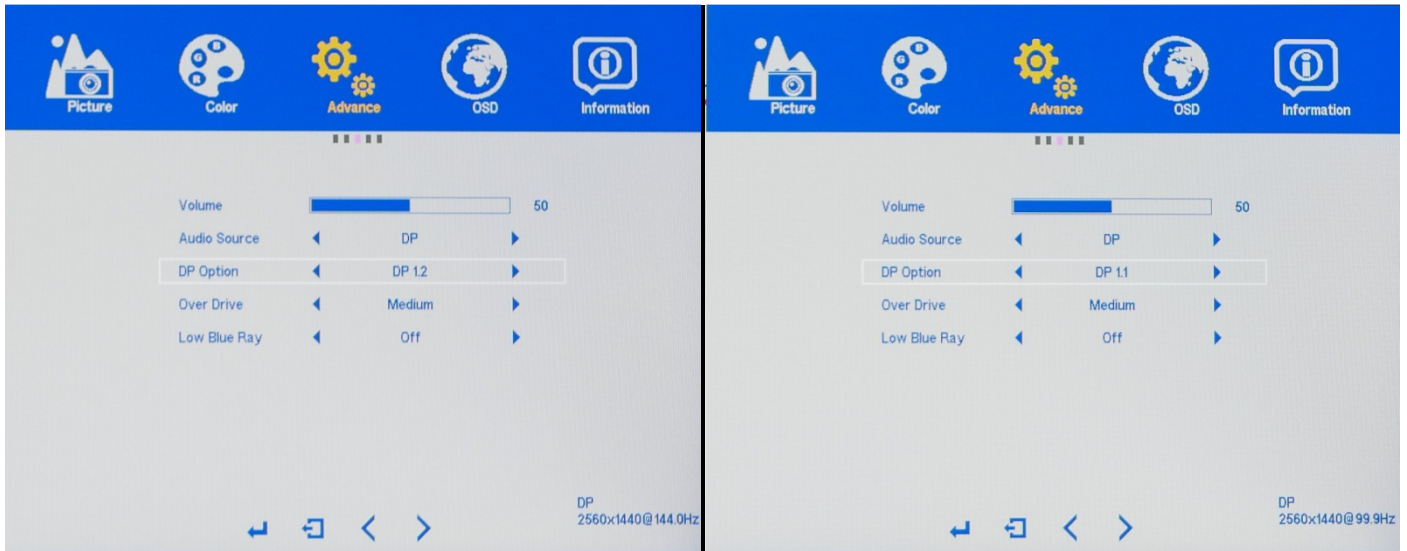 Picture
Color
Advance
OSD
Information
Volume 50
Audio Source DP
DP Option DP 1.2
Over Drive Medium
Low Blue Ray Off
DP
2560x1440@144.0Hz
Picture
Color
Advance
OSD
Information
Volume 50
Audio Source DP
DP Option DP 1.1
Over Drive Medium
Low Blue Ray Off
DP
2560x1440@99.9Hz